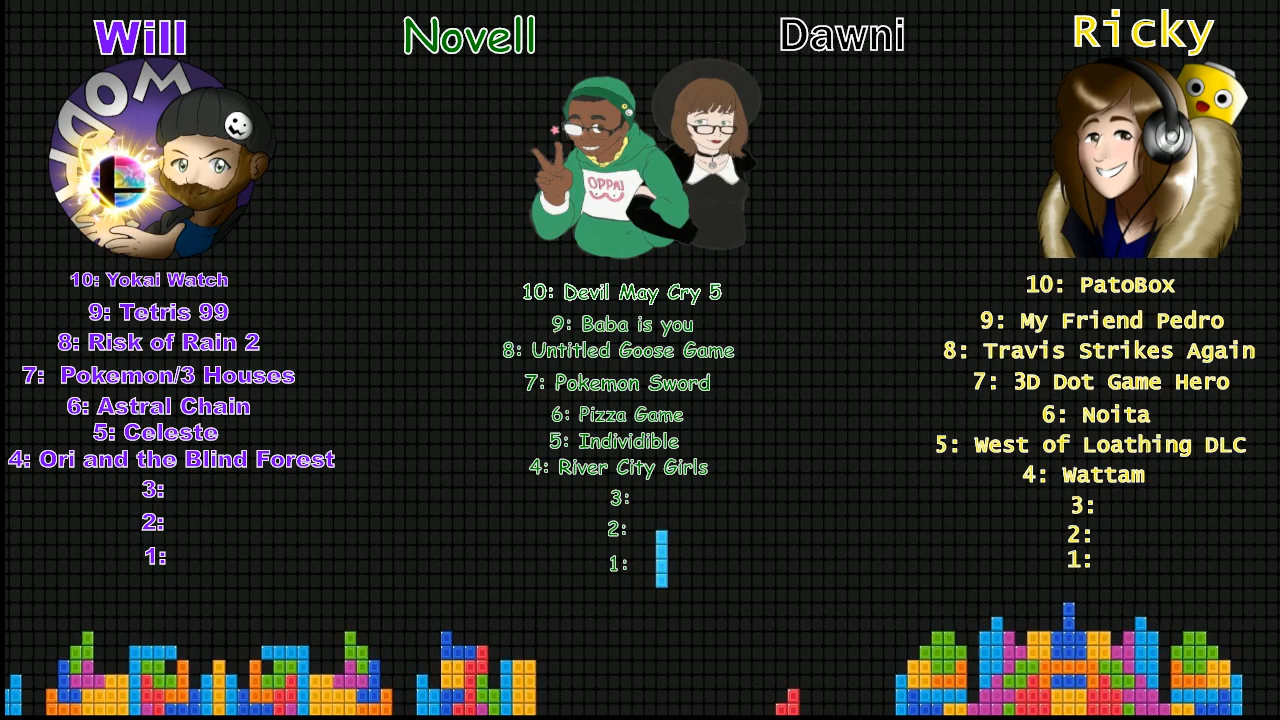 Will
Novell
Dawni
Ricky
WOM
OPPAI
10: Yokai Watch
9: Tetris 99
8: Risk of Rain 2
7: Pokemon/3 Houses
6: Astral Chain
5: Celeste
4: Ori and the Blind Forest
3:
2:
1:
10: Devil May Cry 5
9: Baba is you
8: Untitled Goose Game
7: Pokemon Sword
6: Pizza Game
5: Individible
4: River City Girls
3:
2:
1:
10: PatoBox
9: My Friend Pedro
8: Travis Strikes Again
7: 3D Dot Game Hero
6: Noita
5: West of Loathing DLC
4: Wattam
3:
2:
1: